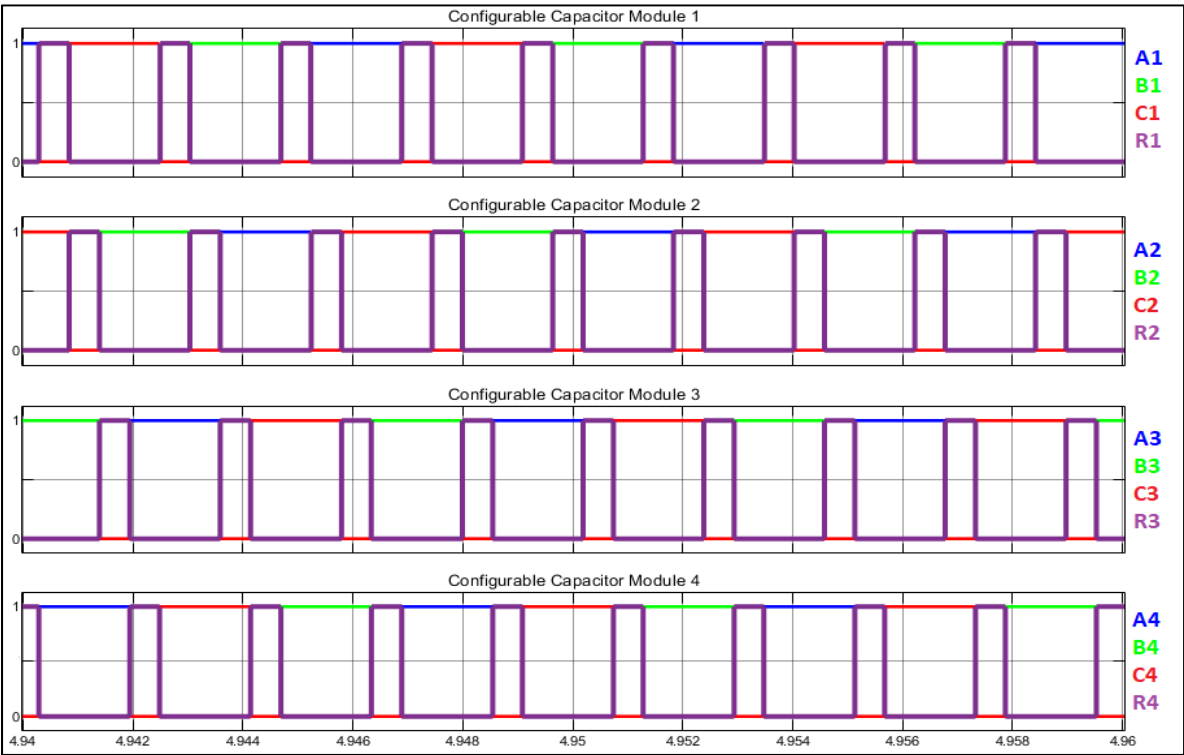 Configurable Capacitor Module 1
1
0
A1
B1
C1
R1
Configurable Capacitor Module 2
1
0
A2
B2
C2
R2
Configurable Capacitor Module 3
1
0
A3
B3
C3
R3
Configurable Capacitor Module 4
1
0
A4
B4
C4
R4
4.94 4.942 4.944 4.946 4.948 4.95 4.952 4.954 4.956 4.958 4.96